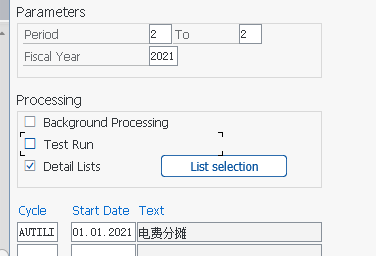 Parameters
Period 2 To 2
Fiscal Year 2021
Processing
Background Processing
Test Run
Detail Lists List selection
Cycle Start Date Text
AUTILI 01.01.2021 电费分摊